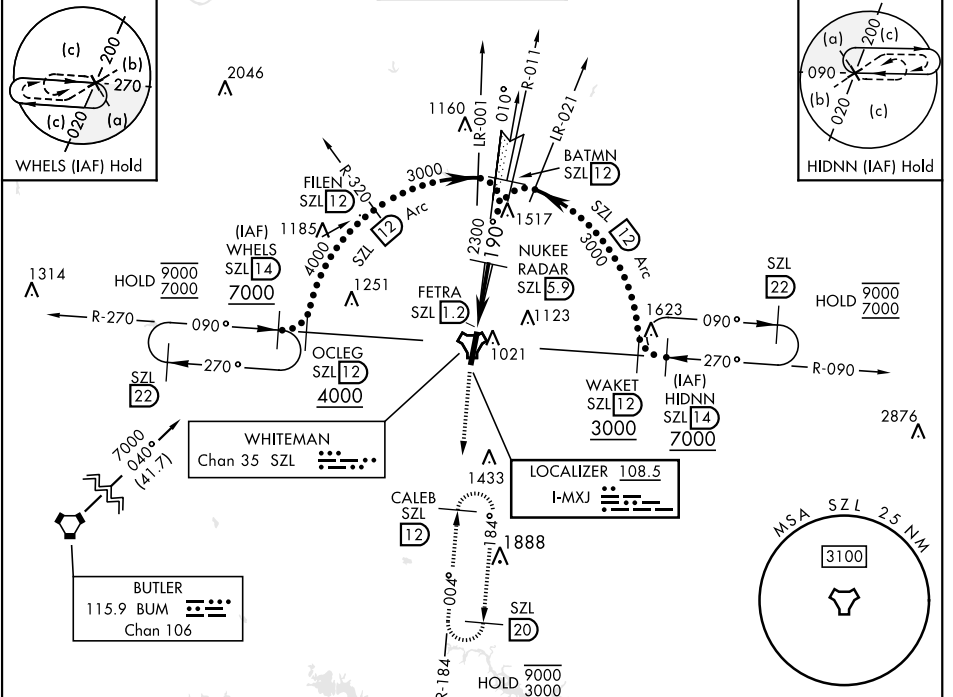 (c)
200
(b)
270
(a)
(c)
020
WHELS (IAF) Hold
(a)
200
(c)
090
(b)
020
(c)
HIDNN (IAF) Hold
2046
1160
LR-001
010°
R-011
LR-021
BATMN
SZL 12
R-320
3000
FILEN
SZL 12
1185
SZL 12 Arc
4000
(IAF)
WHELS
SZL 14
7000
1517
SZL 12 Arc
3000
2300
190°
NUKEE
RADAR
SZL 5.9
1314
HOLD 9000
7000
1251
FETRA
SZL 1.2
1123
1021
1623
SZL
22
HOLD 9000
7000
R-270
090°
270°
SZL
22
OCLEG
SZL 12
4000
090°
270°
R-090
WAKET
SZL 12
3000
(IAF)
HIDNN
SZL 14
7000
2876
7000
040°
(41.7)
WHITEMAN
Chan 35 SZL
LOCALIZER 108.5
I-MXJ
1433
CALEB
SZL
12
184°
004°
1888
SZL
20
R-184
HOLD 9000
3000
BUTLER
115.9 BUM
Chan 106
MSA SZL 25 NM
3100